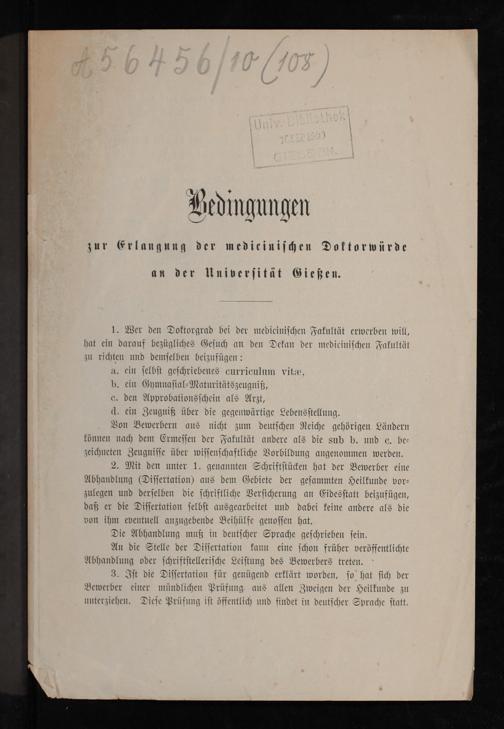 A 56456/10 (108)
Univ.-Bibliothek
GIESSEN.
Bedingungen
zur Erlangung der medicinischen Doktorwürde
an der Universität Gießen.
1. Wer den Doktorgrad bei der medicinischen Fakultät erwerben will,
hat ein darauf bezügliches Gesuch an den Dekan der medicinischen Fakultät
zu richten und demselben beizufügen:
a. ein selbst geschriebenes curriculum vitæ,
b. ein Gymnasial-Maturitätszeugniß,
c. den Approbationsschein als Arzt,
d. ein Zeugniß über die gegenwärtige Lebensstellung.
Von Bewerbern aus nicht zum deutschen Reiche gehörigen Ländern
können nach dem Ermessen der Fakultät andere als die sub b. und c. be-
zeichneten Zeugnisse über wissenschaftliche Vorbildung angenommen werden.
2. Mit den unter 1. genannten Schriftstücken hat der Bewerber eine
Abhandlung (Dissertation) aus dem Gebiete der gesammten Heilkunde vor-
zulegen und derselben die schriftliche Versicherung an Eidesstatt beizufügen,
daß er die Dissertation selbst ausgearbeitet und dabei keine andere als die
von ihm eventuell anzugebende Beihülfe genossen hat.
Die Abhandlung muß in deutscher Sprache geschrieben sein.
An die Stelle der Dissertation kann eine schon früher veröffentlichte
Abhandlung oder schriftstellerische Leistung des Bewerbers treten.
3. Ist die Dissertation für genügend erklärt worden, so hat sich der
Bewerber einer mündlichen Prüfung aus allen Zweigen der Heilkunde zu
unterziehen. Diese Prüfung ist öffentlich und findet in deutscher Sprache statt.